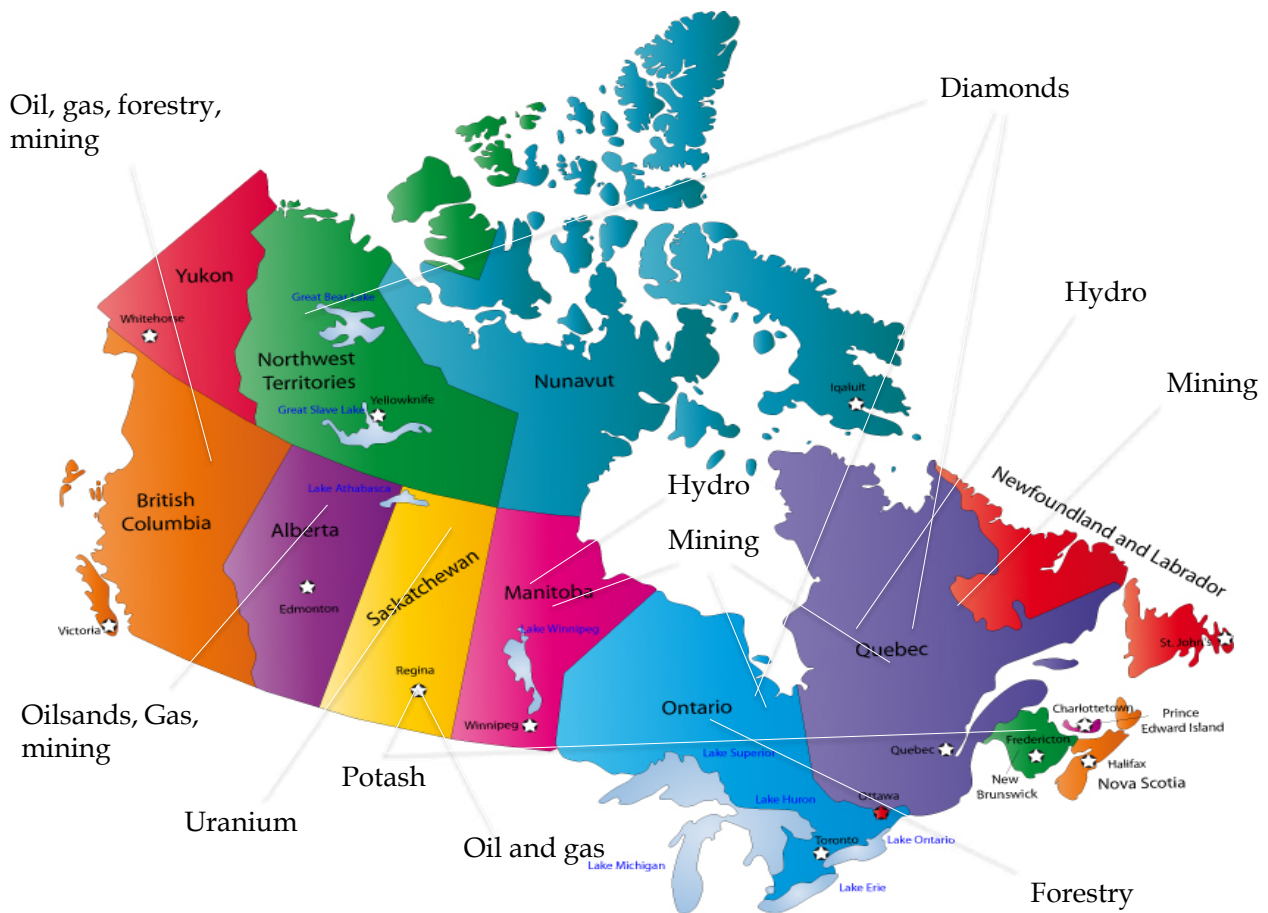 Diamonds
Oil, gas, forestry,
mining
Yukon
Hydro
Great Bear Lake
Whitehorse
Northwest
Territories
Nunavut
Mining
Iqaluit
Yellowknife
Great Slave Lake
Hydro
Newfoundland and Labrador
Lake Athabasca
British
Columbia
Alberta
Mining
Saskatchewan
Manitoba
Edmonton
Victoria
Lake Winnipeg
Quebec
St. John's
Regina
Oilsands, Gas,
mining
Winnipeg
Ontario
Charlottetown
Prince
Edward Island
Lake Superior
Quebec
Fredericton
Halifax
New
Brunswick
Nova Scotia
Potash
Lake Huron
Ottawa
Uranium
Oil and gas
Toronto
Lake Ontario
Lake Michigan
Lake Erie
Forestry